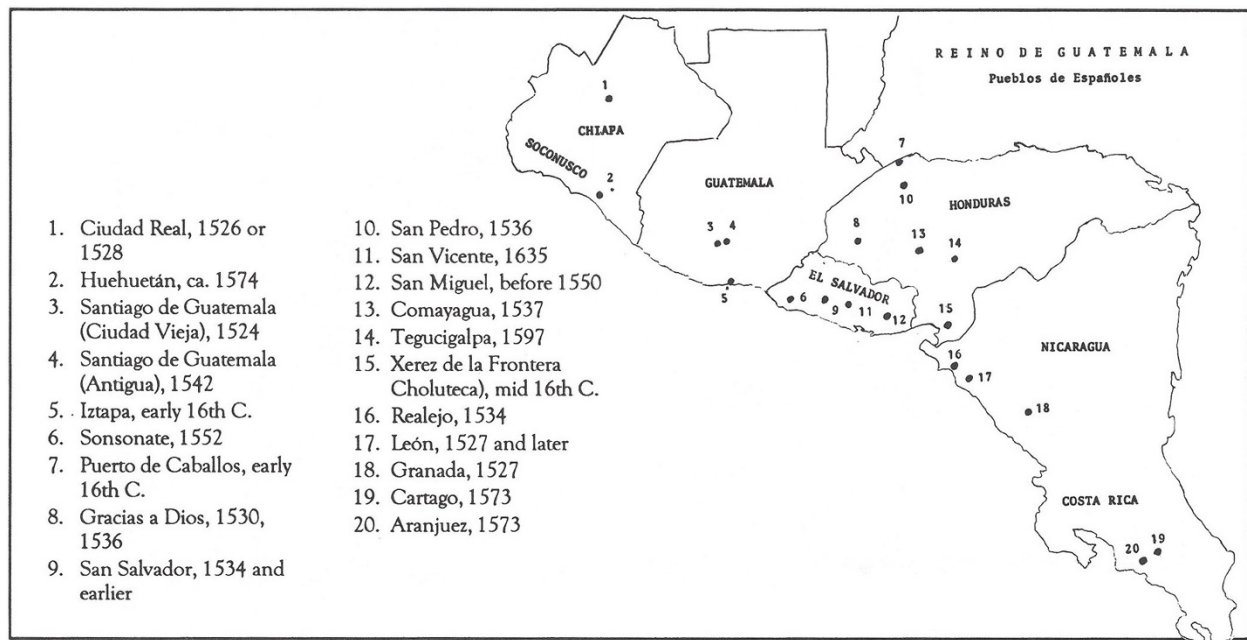 REINO DE GUATEMALA
Pueblos de Españoles
1
CHIAPA
SOCONUSCO
2
7
GUATEMALA
10
HONDURAS
3 4
8
13
14
EL SALVADOR
5
6
9
11
12
15
NICARAGUA
16
17
18
COSTA RICA
20
19
1. Ciudad Real, 1526 or
1528
2. Huehuetán, ca. 1574
3. Santiago de Guatemala
(Ciudad Vieja), 1524
4. Santiago de Guatemala
(Antigua), 1542
5. Iztapa, early 16th C.
6. Sonsonate, 1552
7. Puerto de Caballos, early
16th C.
8. Gracias a Dios, 1530,
1536
9. San Salvador, 1534 and
earlier
10. San Pedro, 1536
11. San Vicente, 1635
12. San Miguel, before 1550
13. Comayagua, 1537
14. Tegucigalpa, 1597
15. Xerez de la Frontera
Choluteca), mid 16th C.
16. Realejo, 1534
17. León, 1527 and later
18. Granada, 1527
19. Cartago, 1573
20. Aranjuez, 1573